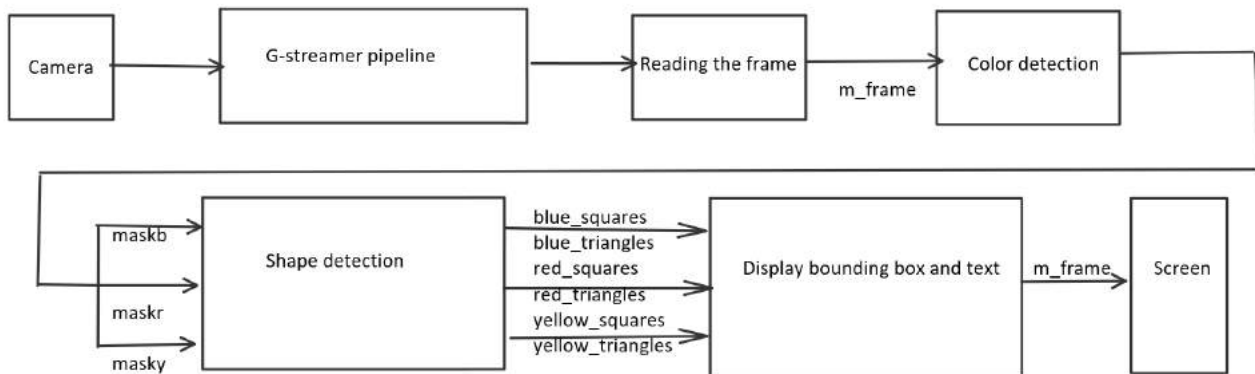 Camera
G-streamer pipeline
Reading the frame
m_frame
Color detection
maskb
maskr
masky
Shape detection
blue_squares
blue_triangles
red_squares
red_triangles
yellow_squares
yellow_triangles
Display bounding box and text
m_frame
Screen